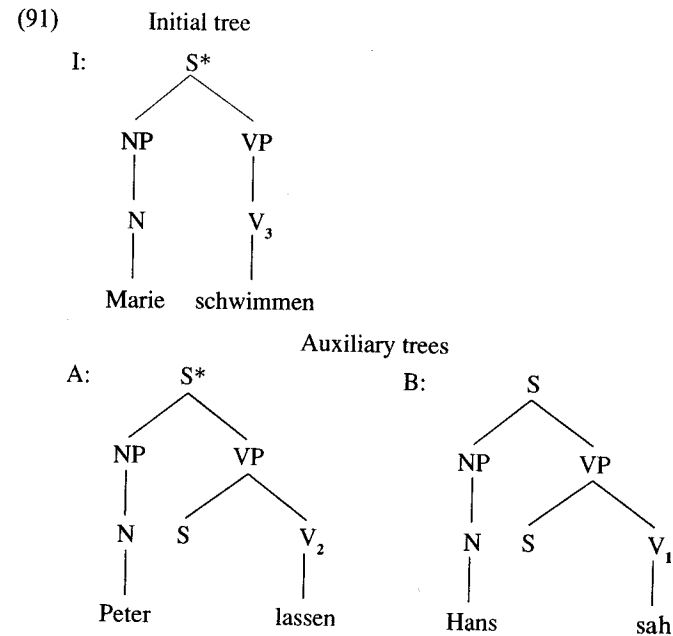 (91) Initial tree
I: S*
NP VP
N V₃
Marie schwimmen
Auxiliary trees
A: S* B: S
NP VP NP VP
N S V₂ N S V₁
Peter lassen Hans sah